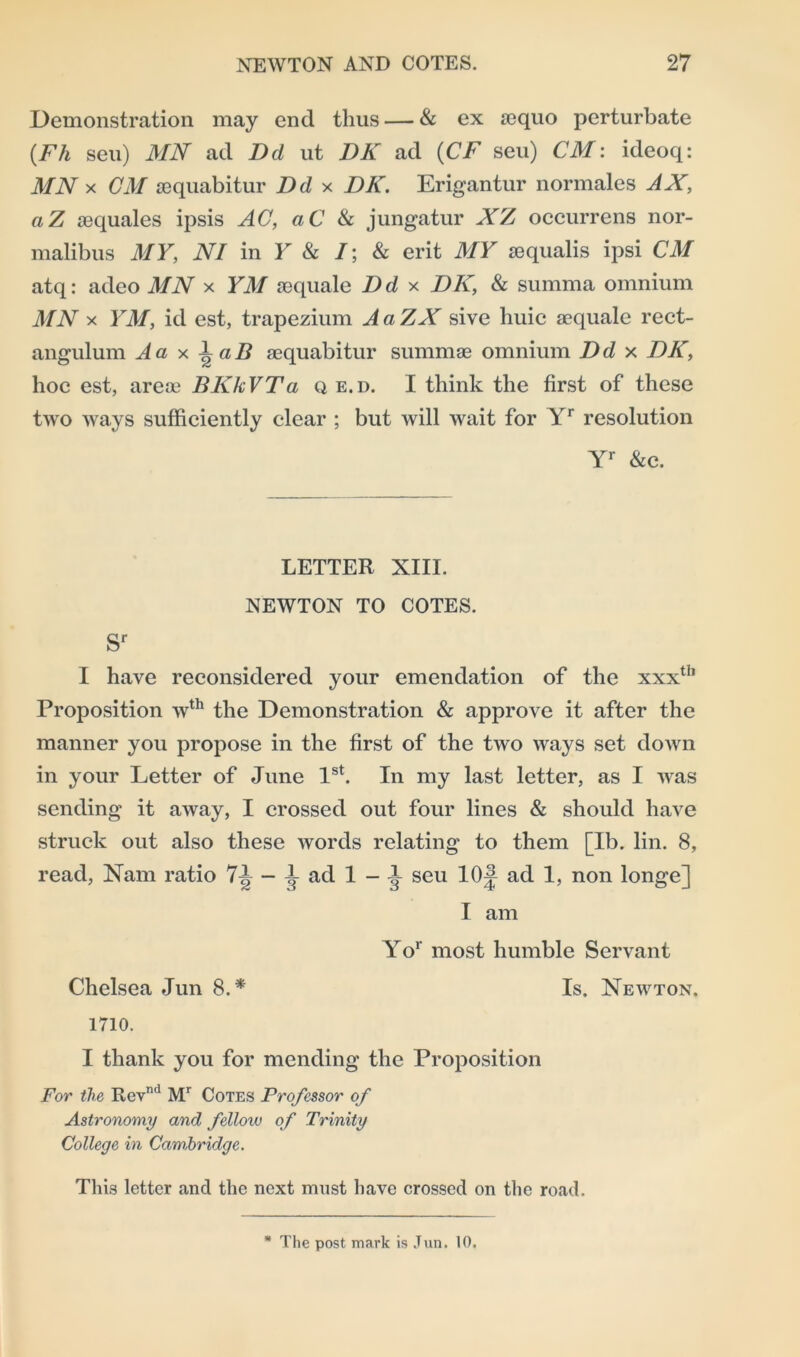 NEWTON AND COTES. 27
Demonstration may end thus — & ex æquo perturbate
(Fh seu) MN ad Dd ut DK ad (CF seu) CM: ideoq:
MN × CM æquabitur Dd × DK. Erigantur normales AX,
aZ æquales ipsis AC, aC & jungatur XZ occurrens nor-
malibus MY, NI in Y & I; & erit MY æqualis ipsi CM
atq: adeo MN × YM æquale Dd × DK, & summa omnium
MN × YM, id est, trapezium AaZX sive huic æquale rect-
angulum Aa × ½aB æquabitur summæ omnium Dd × DK,
hoc est, areæ BKkVTa Q E.D. I think the first of these
two ways sufficiently clear ; but will wait for Yʳ resolution
Yʳ &c.
LETTER XIII.
NEWTON TO COTES.
Sʳ
I have reconsidered your emendation of the xxxᵗʰ
Proposition wᵗʰ the Demonstration & approve it after the
manner you propose in the first of the two ways set down
in your Letter of June 1ˢᵗ. In my last letter, as I was
sending it away, I crossed out four lines & should have
struck out also these words relating to them [Ib. lin. 8,
read, Nam ratio 7½ – ⅓ ad 1 – ⅓ seu 10¾ ad 1, non longe]
I am
Yoʳ most humble Servant
Chelsea Jun 8.* Is. NEWTON.
1710.
I thank you for mending the Proposition
For the Revⁿᵈ Mʳ COTES Professor of
Astronomy and fellow of Trinity
College in Cambridge.
This letter and the next must have crossed on the road.
* The post mark is Jun. 10.